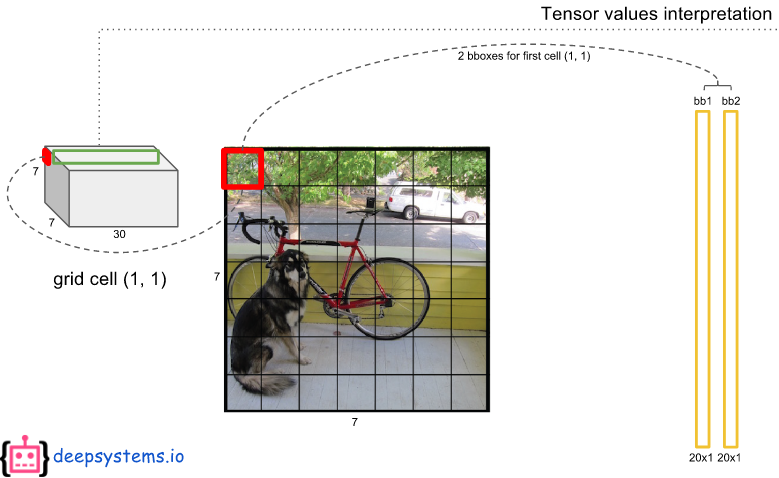 Tensor values interpretation
2 bboxes for first cell (1, 1)
bb1 bb2
7
7
30
grid cell (1, 1)
7
7
20x1 20x1
{ } deepsystems.io